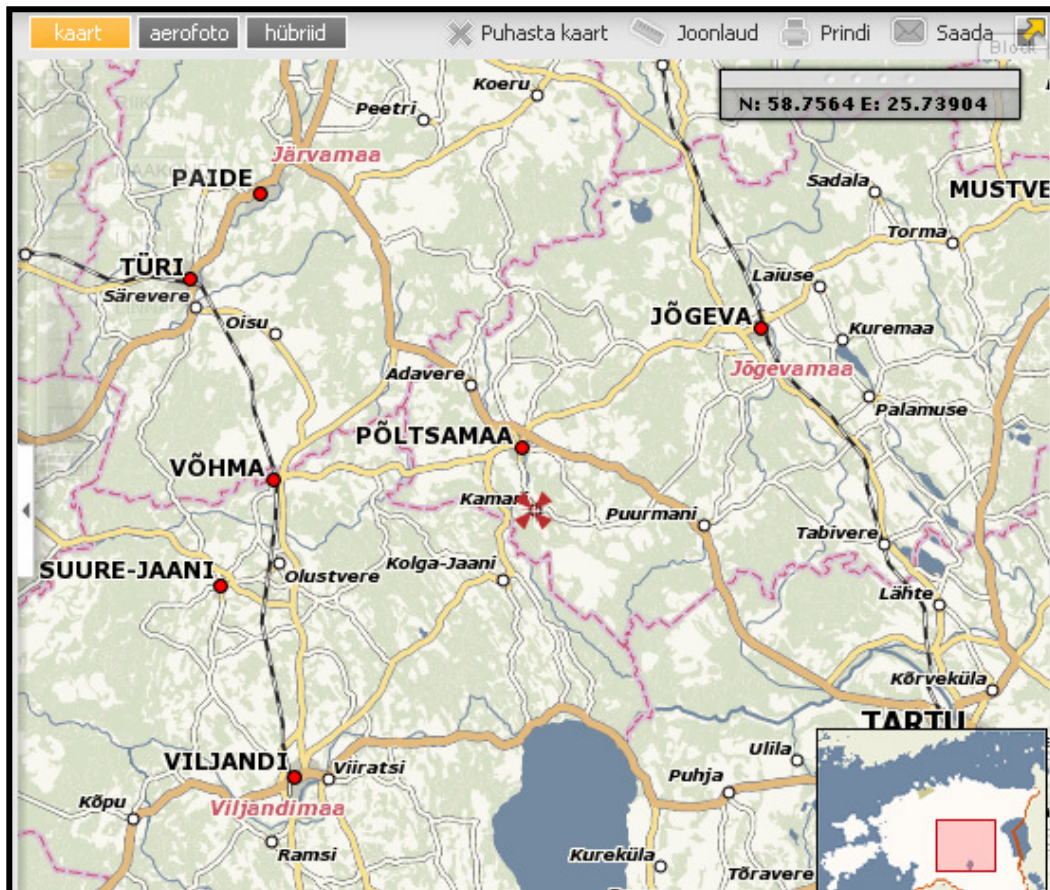 kaart aerofoto hübriid Puhasta kaart Joonlaud Prindi Saada
Block
N: 58.7564 E: 25.73904
Koeru
Peetri
Järvamaa
PAIDE
Sadala
MUSTVE
Torma
TÜRI
Särevere
Laiuse
Oisu
JÕGEVA
Kuremaa
Adavere
Jõgevamaa
Palamuse
PÕLTSAMAA
VÕHMA
Kamari
Puurmani
Tabivere
SUURE-JAANI
Olustvere
Kolga-Jaani
Lähte
Kõrveküla
TARTU
VILJANDI
Viiratsi
Ulila
Puhja
Kõpu
Viljandimaa
Ramsi
Kureküla
Tõravere